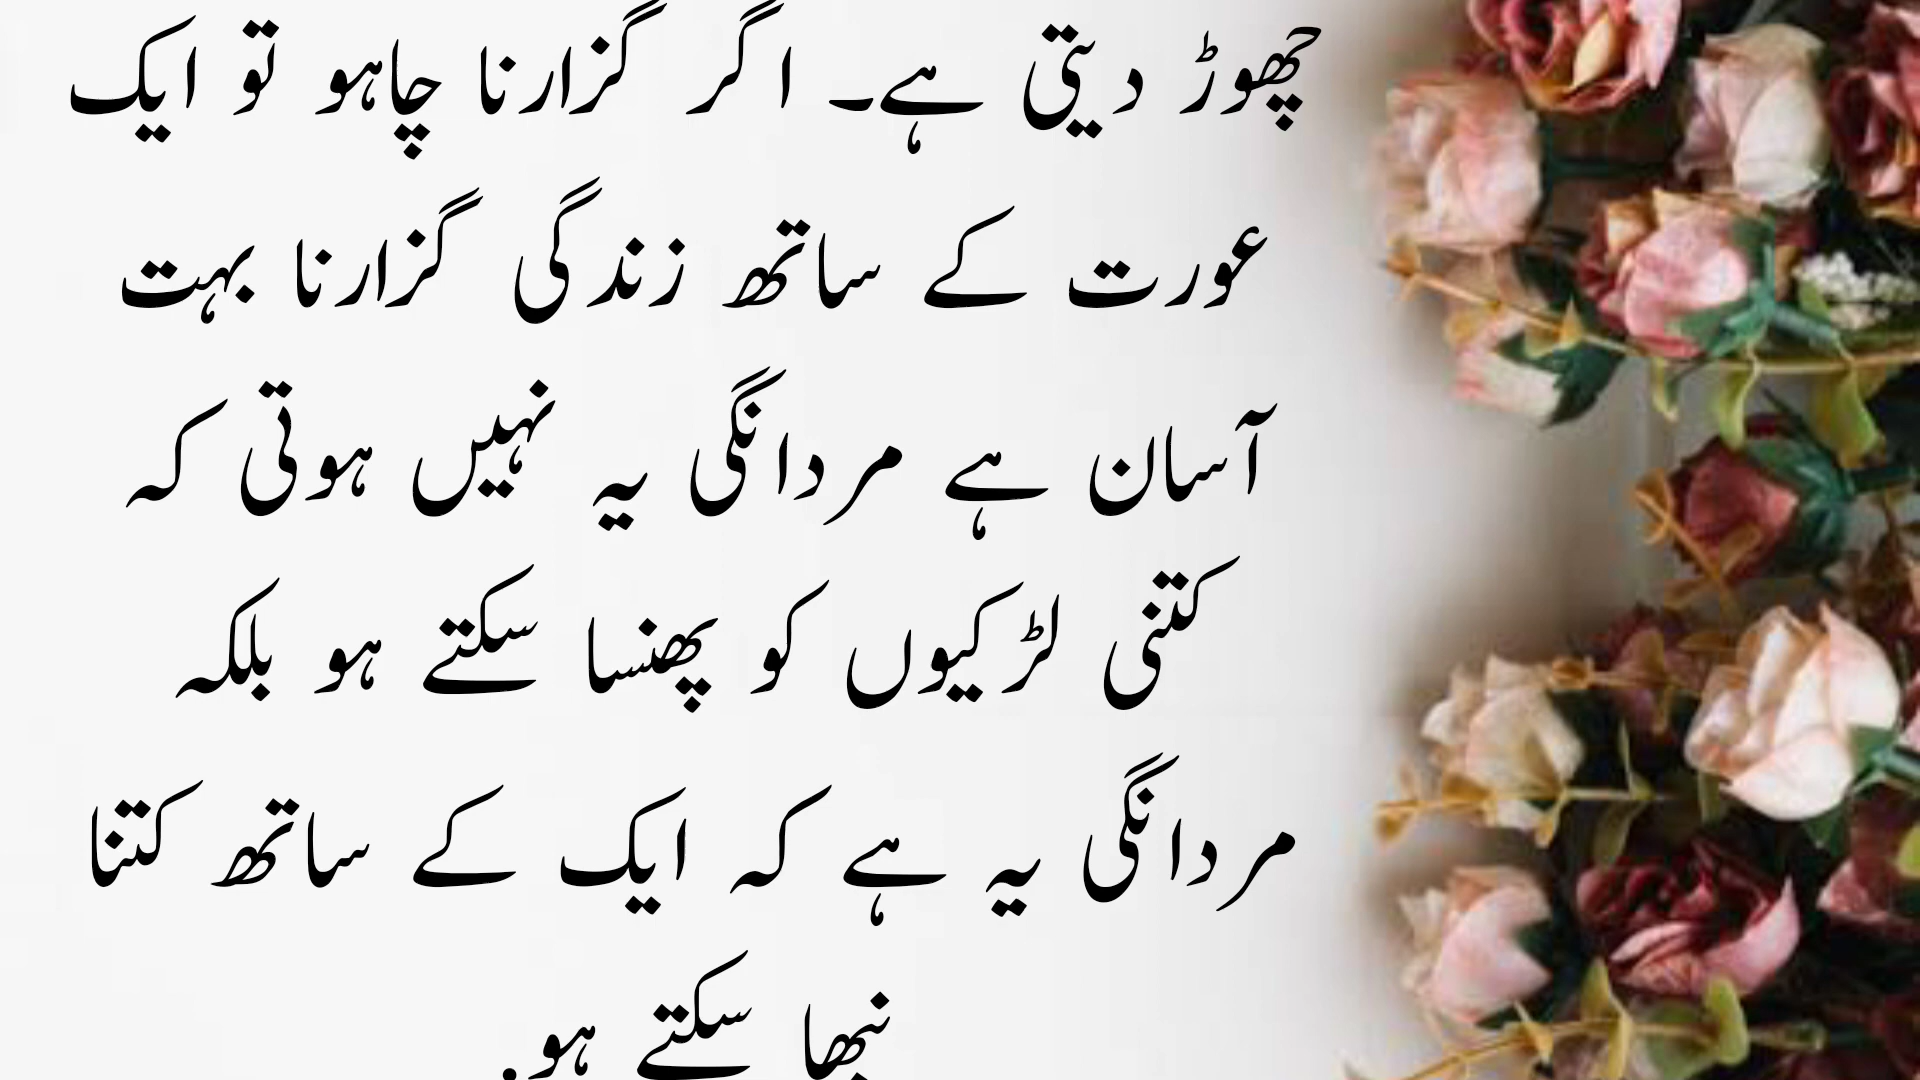 چھوڑ دیتی ہے۔ اگر گزارنا چاہو تو ایک
عورت کے ساتھ زندگی گزارنا بہت
آسان ہے مردانگی یہ نہیں ہوتی کہ
کتنی لڑکیوں کو پھنسا سکتے ہو بلکہ
مردانگی یہ ہے کہ ایک کے ساتھ کتنا
نبھا سکتے ہو.